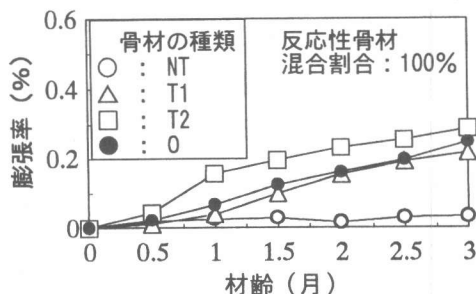 膨張率 (%)
0.6
0.4
0.2
0.0
骨材の種類
○ : NT
△ : T1
□ : T2
● : O
反応性骨材
混合割合：100%
0 0.5 1 1.5 2 2.5 3
材齢 (月)